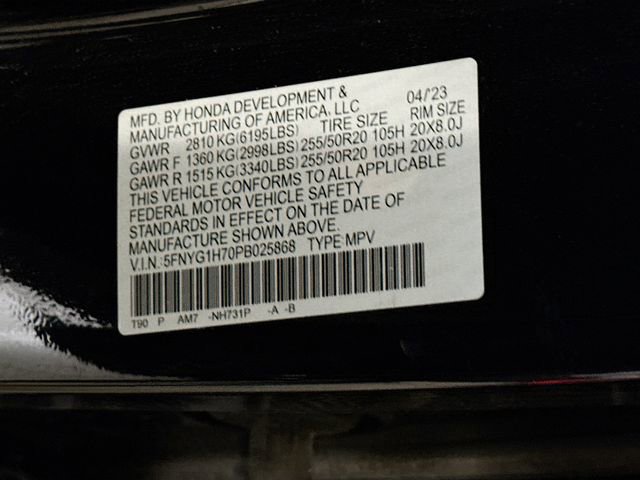 MFD. BY HONDA DEVELOPMENT & 04/'23
MANUFACTURING OF AMERICA, LLC
GVWR 2810 KG(6195LBS) TIRE SIZE RIM SIZE
GAWR F 1360 KG(2998LBS) 255/50R20 105H 20X8.0J
GAWR R 1515 KG(3340LBS) 255/50R20 105H 20X8.0J
THIS VEHICLE CONFORMS TO ALL APPLICABLE
FEDERAL MOTOR VEHICLE SAFETY
STANDARDS IN EFFECT ON THE DATE OF
MANUFACTURE SHOWN ABOVE.
V.I.N.:5FNYG1H70PB025868 TYPE:MPV
T90 P AM7 -NH731P -A -B